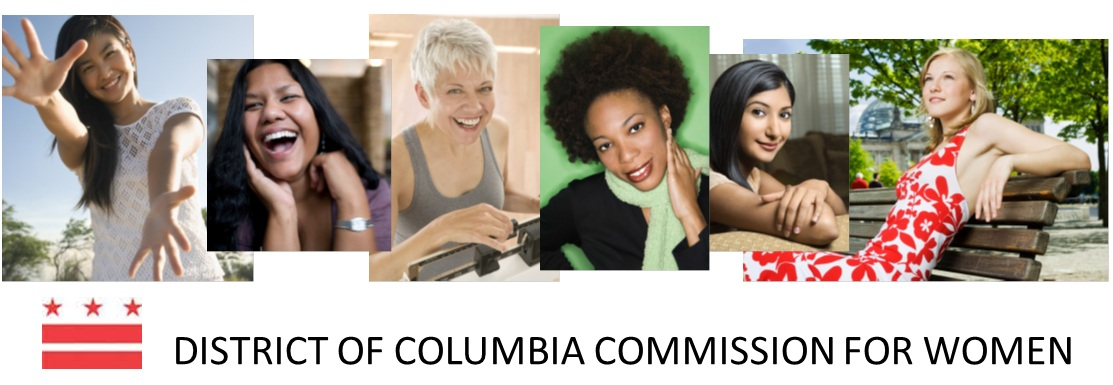 DISTRICT OF COLUMBIA COMMISSION FOR WOMEN